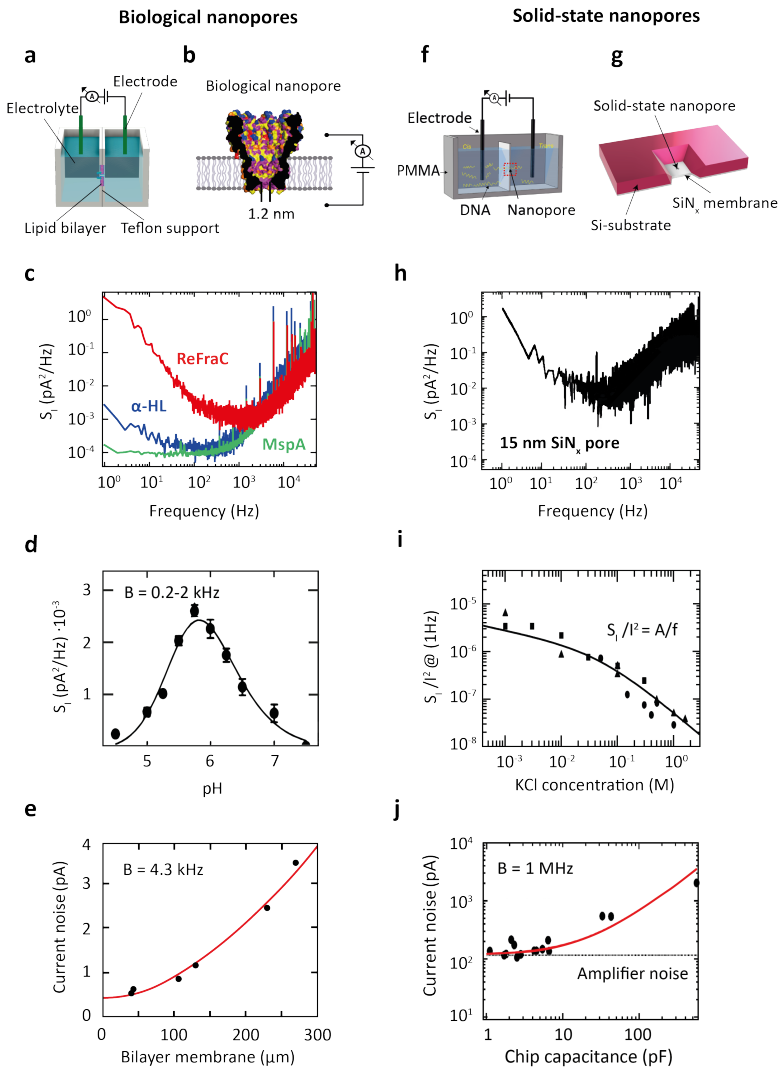 Biological nanopores
Solid-state nanopores
a
A
Electrode
Electrolyte
Lipid bilayer
Teflon support
b
Biological nanopore
A
1.2 nm
f
A
Electrode
Cis
Trans
PMMA
DNA
Nanopore
g
Solid-state nanopore
SiNx membrane
Si-substrate
c
SI (pA²/Hz)
10⁰
10⁻¹
10⁻²
10⁻³
10⁻⁴
ReFraC
α-HL
MspA
10⁰ 10¹ 10² 10³ 10⁴
Frequency (Hz)
h
SI (pA²/Hz)
10⁰
10⁻¹
10⁻²
10⁻³
10⁻⁴
15 nm SiNx pore
10⁰ 10¹ 10² 10³ 10⁴
Frequency (Hz)
d
SI (pA²/Hz) ·10⁻³
B = 0.2-2 kHz
3
2
1
5 6 7
pH
i
SI /I² @ (1Hz)
10⁻⁵
10⁻⁶
10⁻⁷
10⁻⁸
SI /I² = A/f
10⁻³ 10⁻² 10⁻¹ 10⁰
KCl concentration (M)
e
Current noise (pA)
B = 4.3 kHz
4
3
2
1
0
0 100 200 300
Bilayer membrane (μm)
j
Current noise (pA)
B = 1 MHz
10⁴
10³
10²
10¹
Amplifier noise
1 10 100
Chip capacitance (pF)